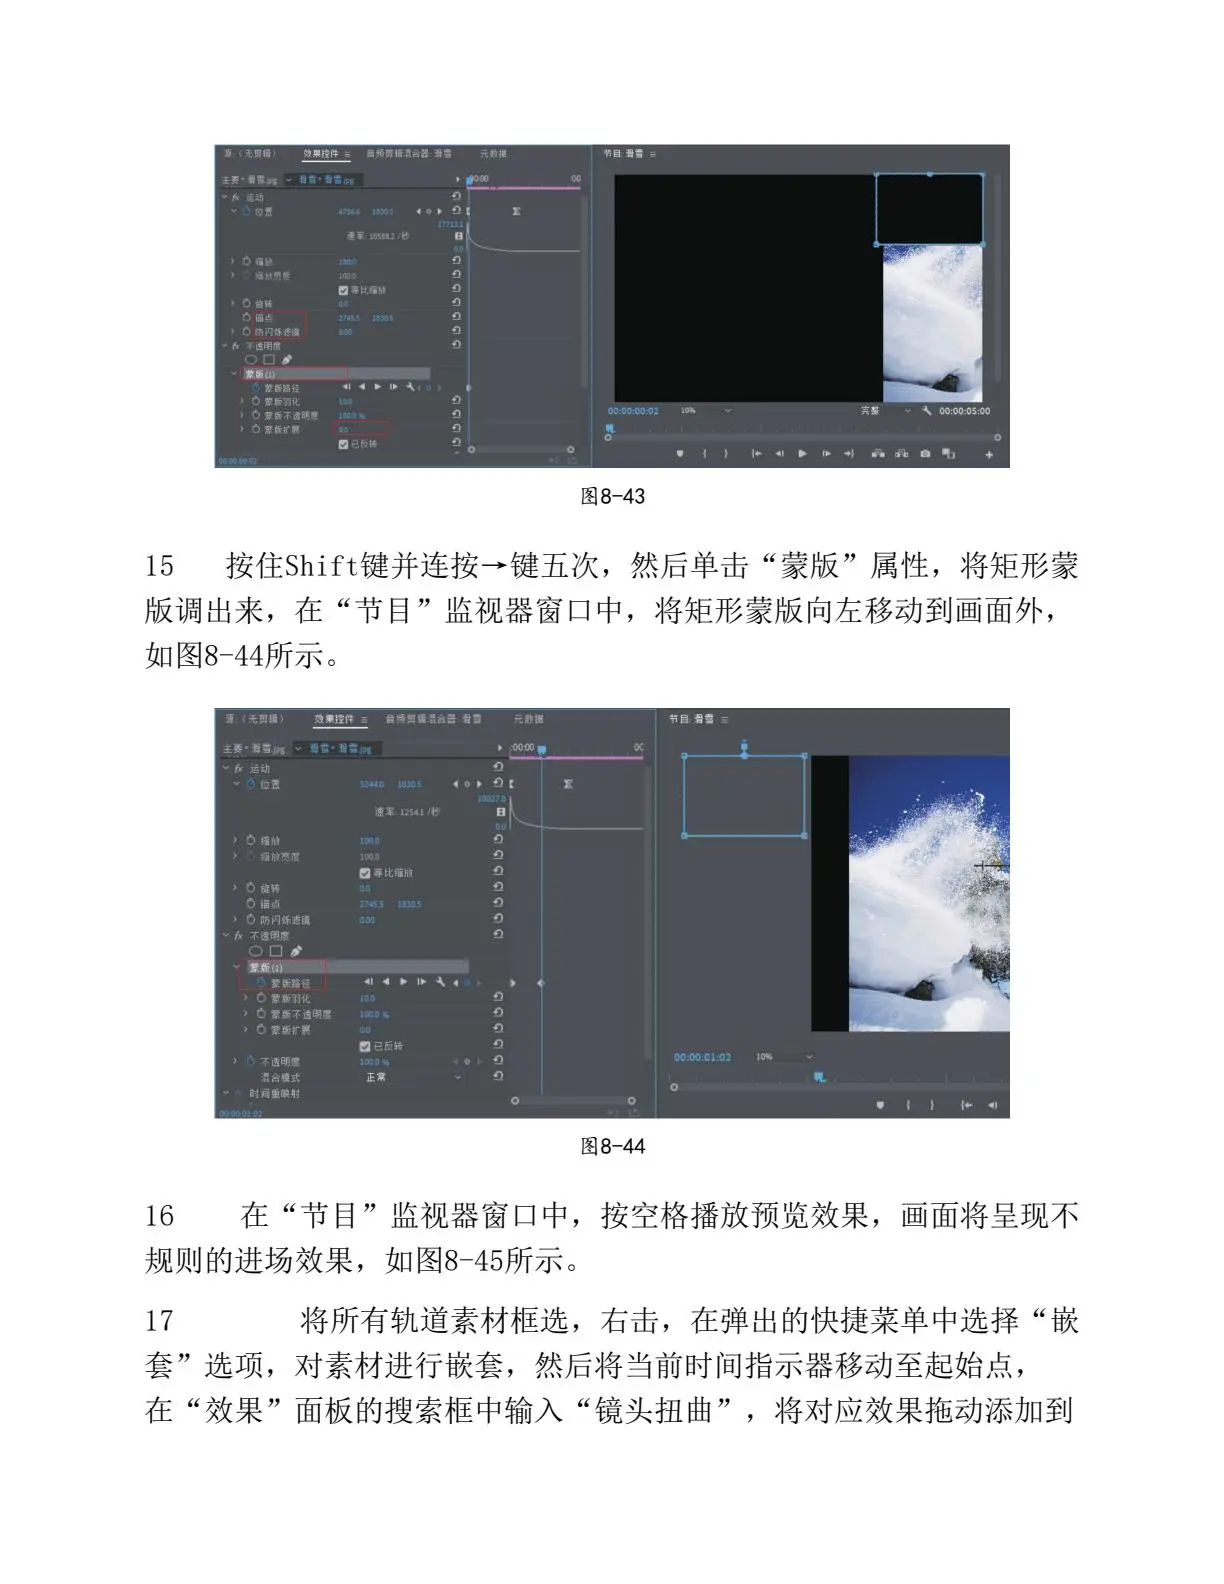 源:（无剪辑） 效果控件 音频剪辑混合器:滑雪 元数据
主要*滑雪.jpg 滑雪*滑雪.jpg 00:00 00
fx 运动
位置 6756.6 1830.5
17713.1
速率: 10588.2 /秒
0.0
缩放 100.0
缩放宽度 100.0
等比缩放
旋转 0.0
锚点 2745.5 1830.5
防闪烁滤镜 0.00
fx 不透明度
蒙版(1)
蒙版路径
蒙版羽化 10.0
蒙版不透明度 100.0 %
蒙版扩展 0.0
已反转
00:00:00:02
节目:滑雪
00:00:00:02 10% 完整 00:00:05:00
图8-43
15 按住Shift键并连按→键五次，然后单击“蒙版”属性，将矩形蒙
版调出来，在“节目”监视器窗口中，将矩形蒙版向左移动到画面外，
如图8-44所示。
源:（无剪辑） 效果控件 音频剪辑混合器:滑雪 元数据
主要*滑雪.jpg 滑雪*滑雪.jpg :00:00 00
fx 运动
位置 5244.0 1830.5
18027.8
速率: 1254.1 /秒
0.0
缩放 100.0
缩放宽度 100.0
等比缩放
旋转 0.0
锚点 2745.5 1830.5
防闪烁滤镜 0.00
fx 不透明度
蒙版(1)
蒙版路径
蒙版羽化 10.0
蒙版不透明度 100.0 %
蒙版扩展 0.0
已反转
不透明度 100.0 %
混合模式 正常
时间重映射
00:00:01:02
节目:滑雪
00:00:01:02 10%
图8-44
16 在“节目”监视器窗口中，按空格播放预览效果，画面将呈现不
规则的进场效果，如图8-45所示。
17 将所有轨道素材框选，右击，在弹出的快捷菜单中选择“嵌
套”选项，对素材进行嵌套，然后将当前时间指示器移动至起始点，
在“效果”面板的搜索框中输入“镜头扭曲”，将对应效果拖动添加到